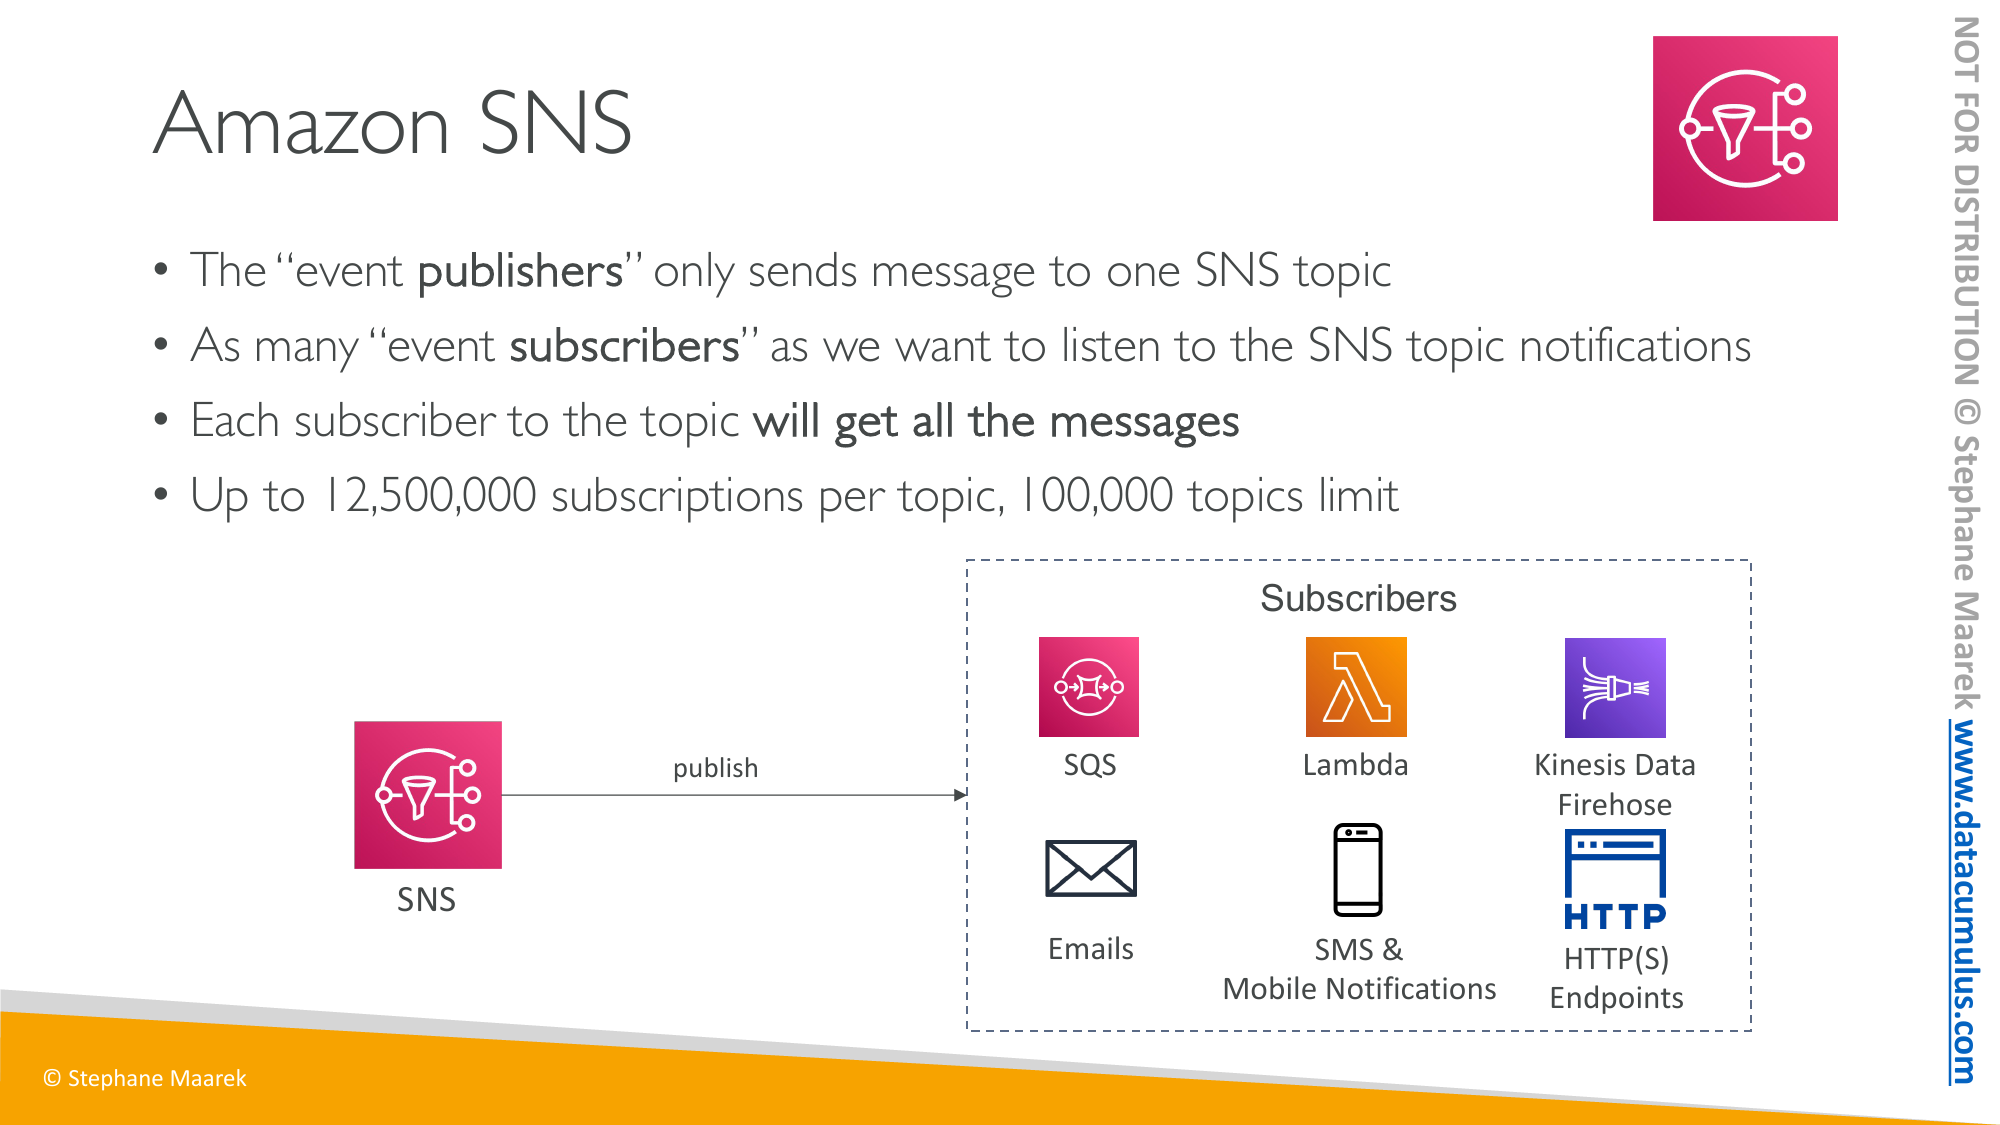 Amazon SNS
• The “event publishers” only sends message to one SNS topic
• As many “event subscribers” as we want to listen to the SNS topic notifications
• Each subscriber to the topic will get all the messages
• Up to 12,500,000 subscriptions per topic, 100,000 topics limit
Subscribers
SQS
Lambda
Kinesis Data
Firehose
publish
SNS
Emails
SMS &
Mobile Notifications
HTTP
HTTP(S)
Endpoints
© Stephane Maarek
NOT FOR DISTRIBUTION © Stephane Maarek www.datacumulus.com